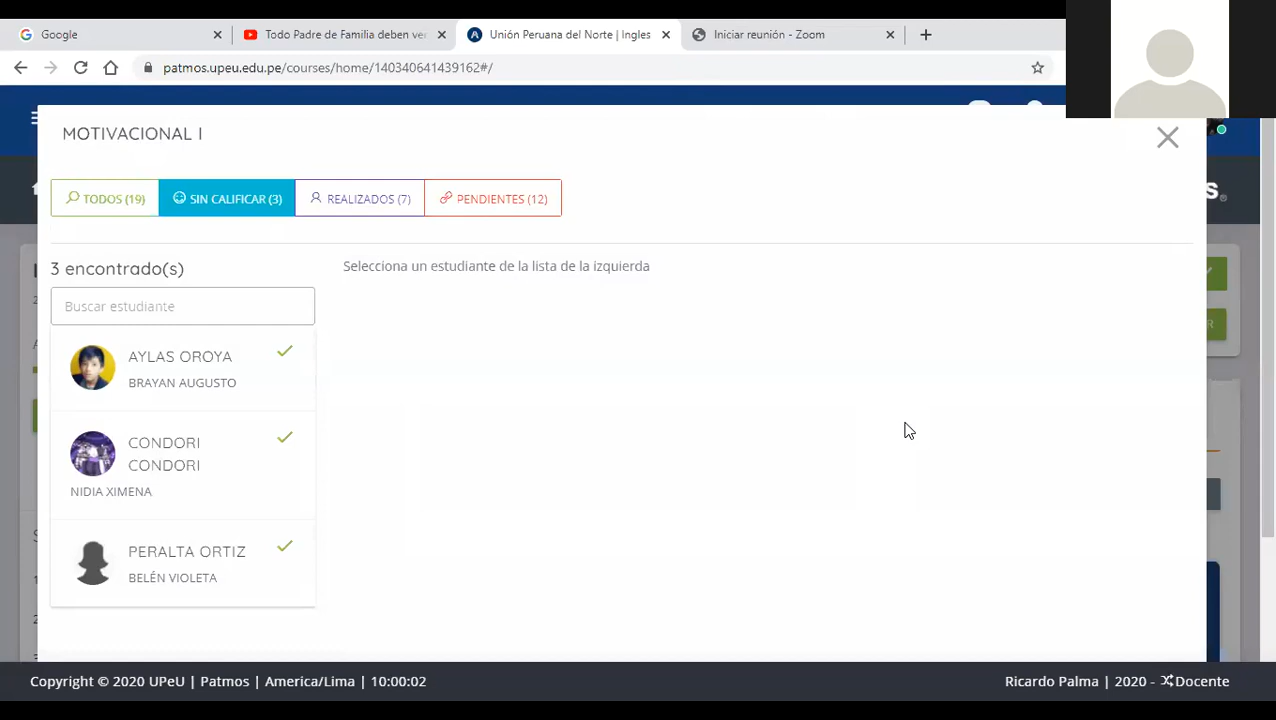 Google
Todo Padre de Familia deben ver
Unión Peruana del Norte | Ingles
Iniciar reunión - Zoom
patmos.upeu.edu.pe/courses/home/140340641439162#/
MOTIVACIONAL I
TODOS (19)
SIN CALIFICAR (3)
REALIZADOS (7)
PENDIENTES (12)
3 encontrado(s)
Selecciona un estudiante de la lista de la izquierda
Buscar estudiante
AYLAS OROYA
BRAYAN AUGUSTO
CONDORI
CONDORI
NIDIA XIMENA
PERALTA ORTIZ
BELÉN VIOLETA
Copyright © 2020 UPeU | Patmos | America/Lima | 10:00:02
Ricardo Palma | 2020 - Docente